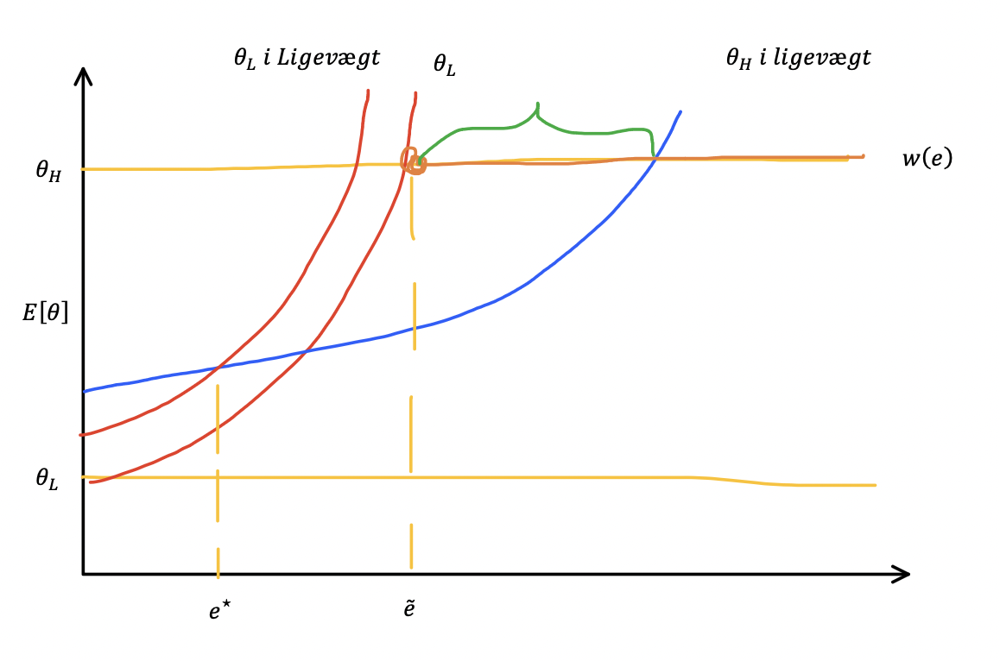 θ_L i Ligevægt
θ_L
θ_H i ligevægt
θ_H
w(e)
E[θ]
θ_L
e*
ẽ